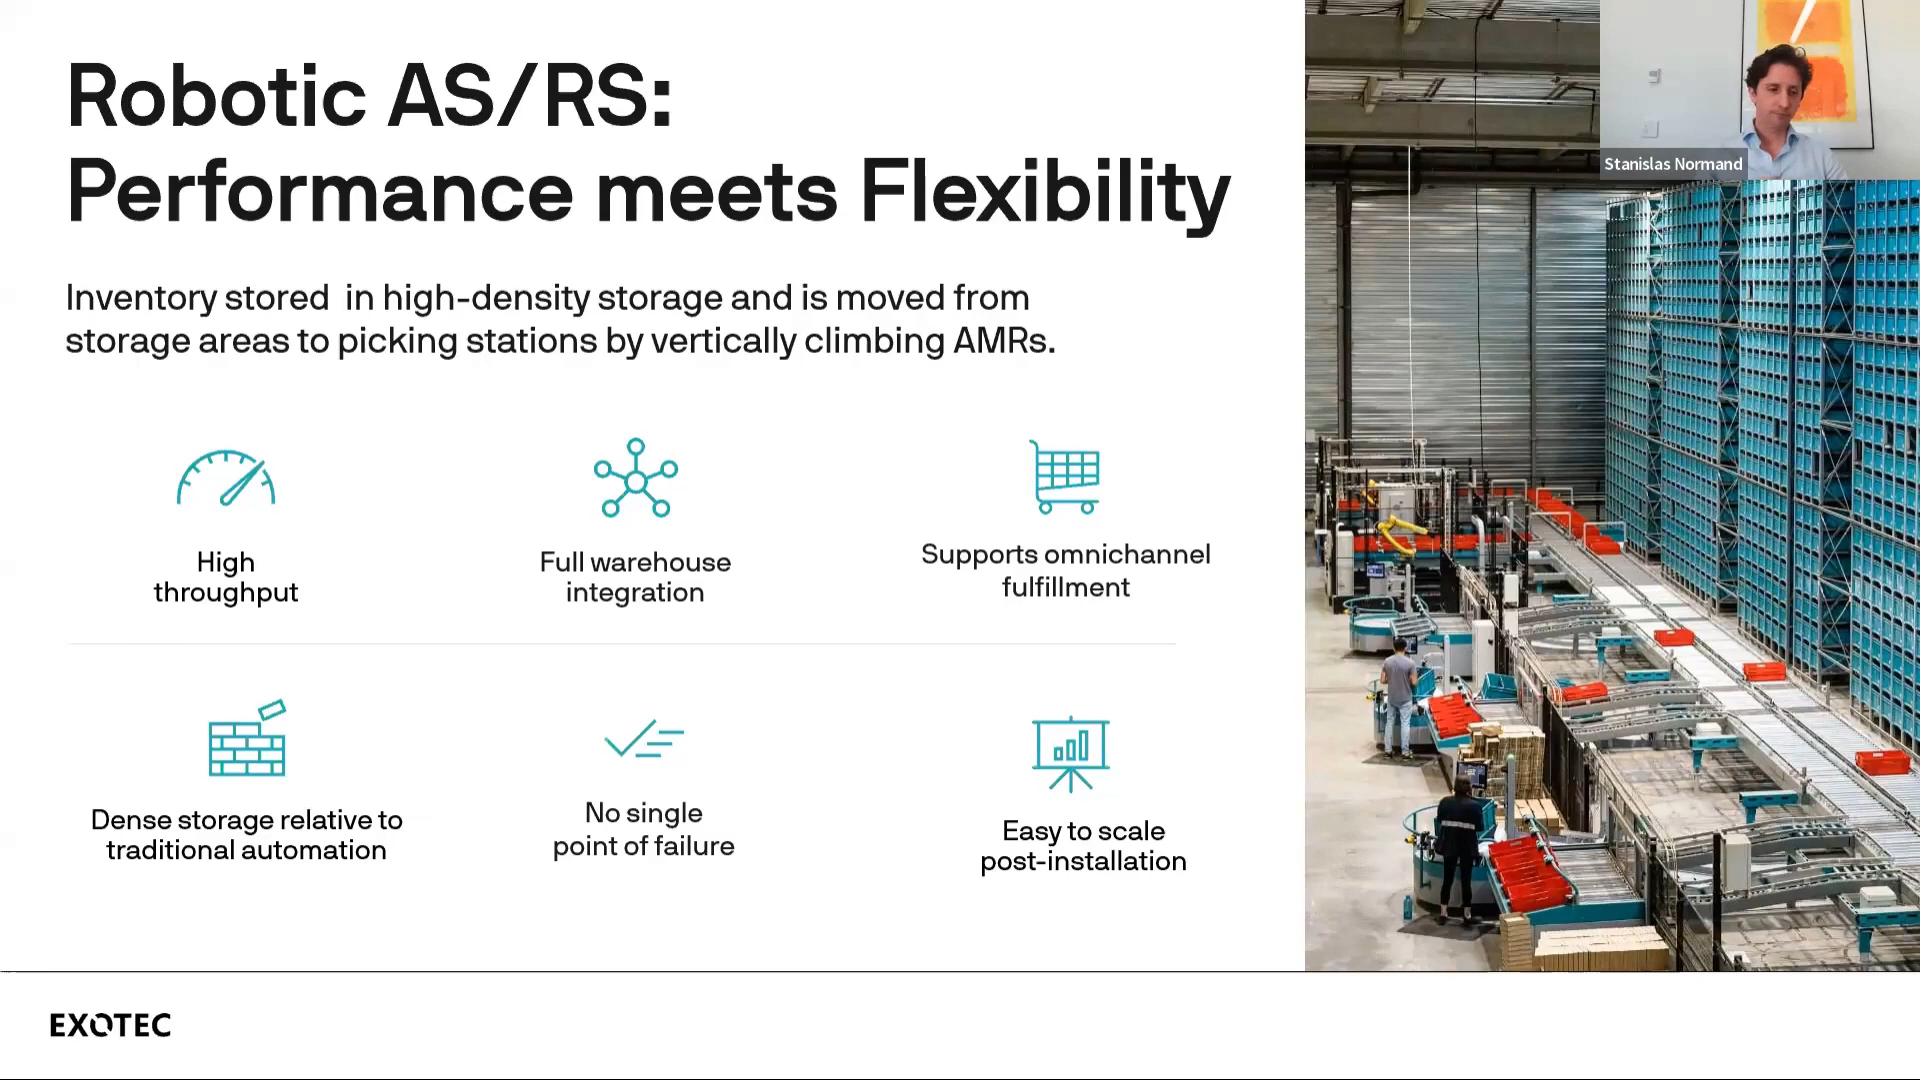 Robotic AS/RS:
Performance meets Flexibility
Inventory stored  in high-density storage and is moved from
storage areas to picking stations by vertically climbing AMRs.
High
throughput
Full warehouse
integration
Supports omnichannel
fulfillment
Dense storage relative to
traditional automation
No single
point of failure
Easy to scale
post-installation
EXOTEC
Stanislas Normand